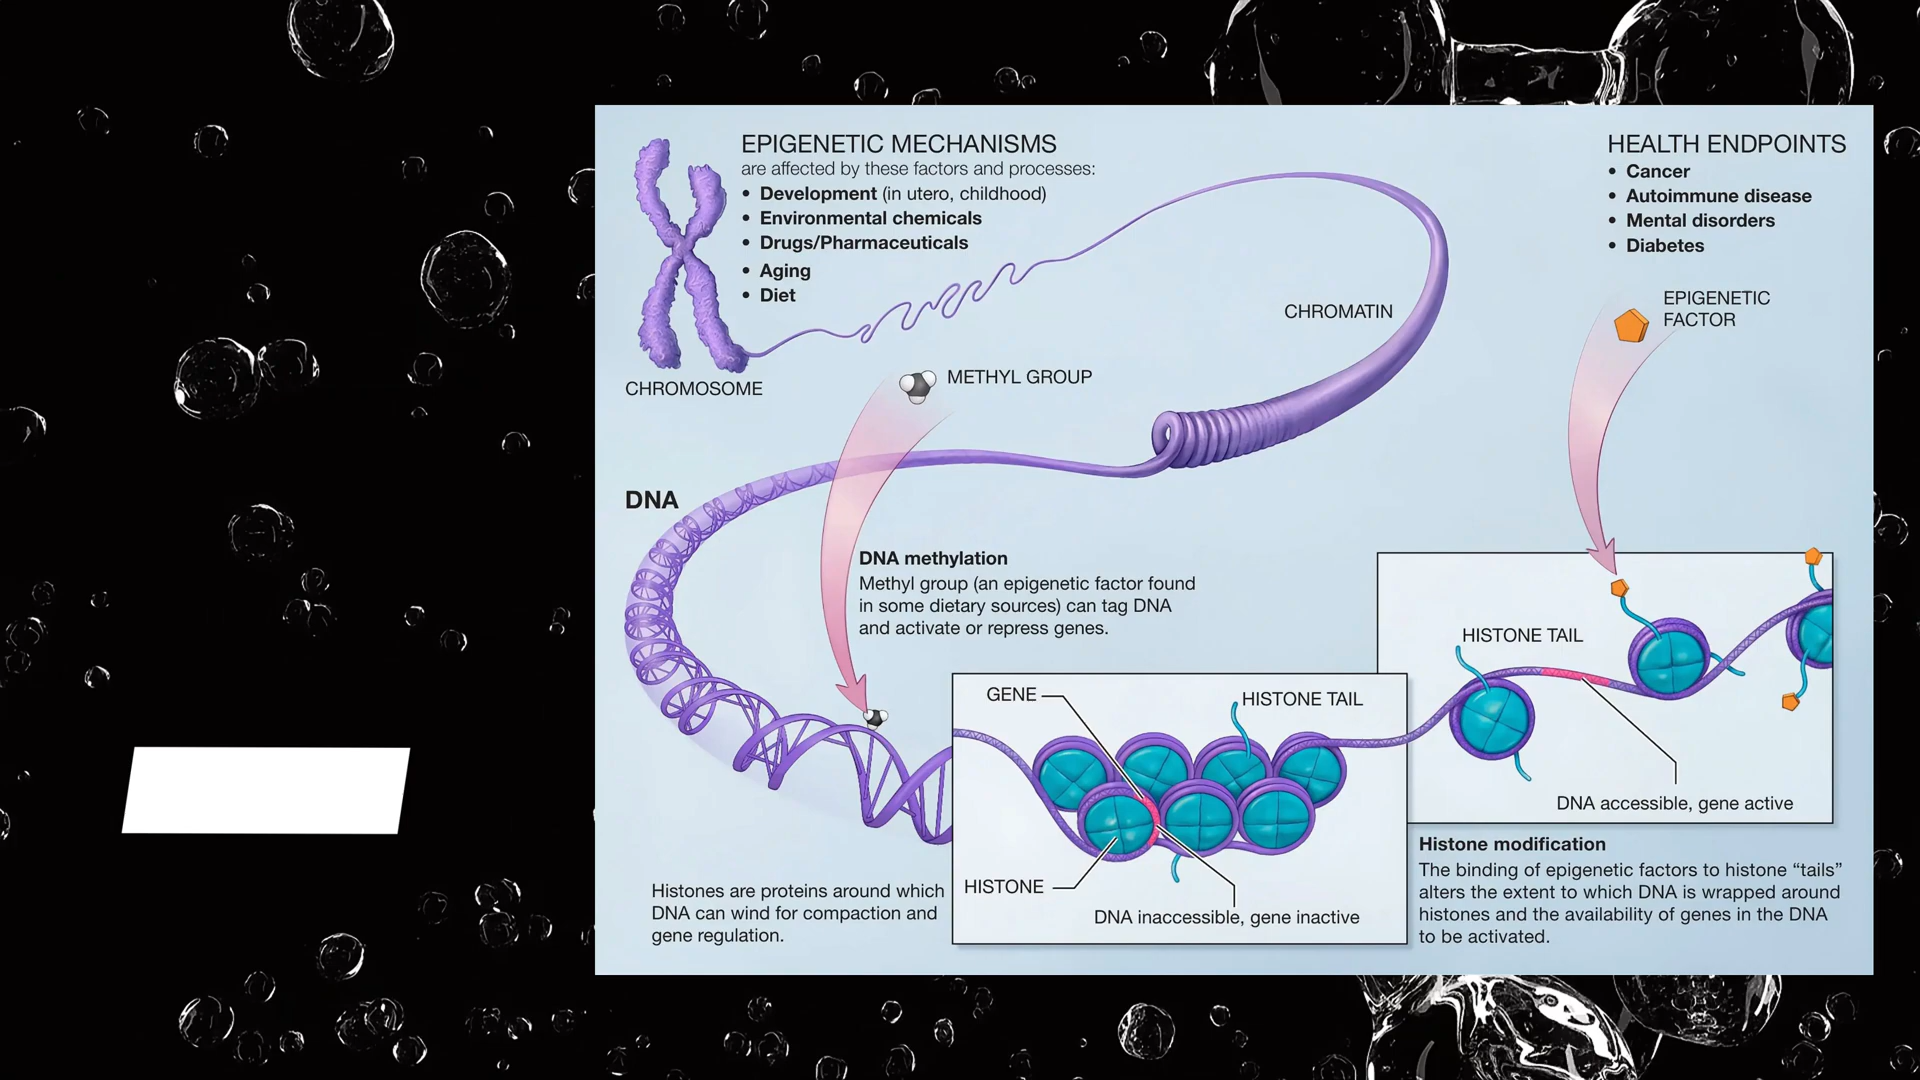 EPIGENETIC MECHANISMS
are affected by these factors and processes:
• Development (in utero, childhood)
• Environmental chemicals
• Drugs/Pharmaceuticals
• Aging
• Diet
HEALTH ENDPOINTS
• Cancer
• Autoimmune disease
• Mental disorders
• Diabetes
EPIGENETIC
FACTOR
CHROMATIN
CHROMOSOME
METHYL GROUP
DNA
DNA methylation
Methyl group (an epigenetic factor found
in some dietary sources) can tag DNA
and activate or repress genes.
HISTONE TAIL
DNA accessible, gene active
GENE
HISTONE TAIL
HISTONE
DNA inaccessible, gene inactive
Histones are proteins around which
DNA can wind for compaction and
gene regulation.
Histone modification
The binding of epigenetic factors to histone “tails”
alters the extent to which DNA is wrapped around
histones and the availability of genes in the DNA
to be activated.